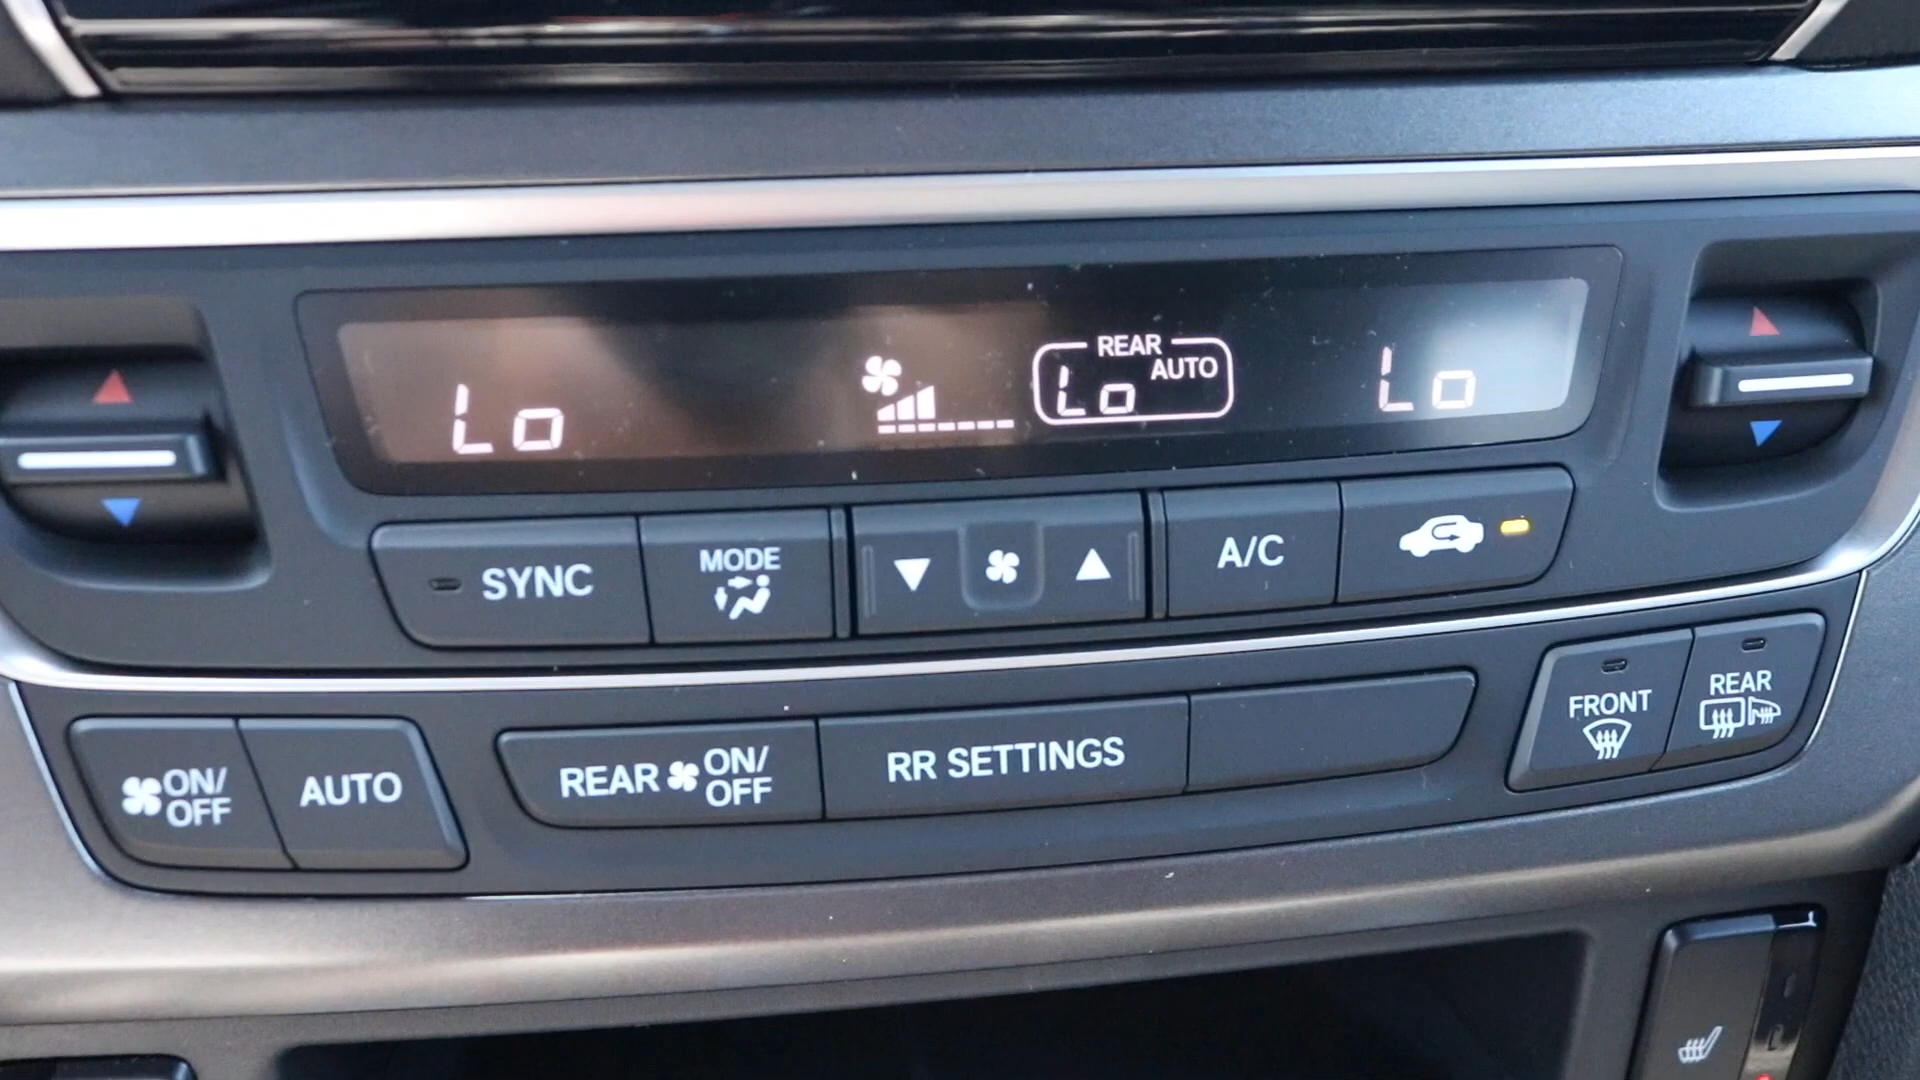 Lo
REAR
AUTO
Lo
Lo
SYNC
MODE
A/C
ON/
OFF
AUTO
REAR
ON/
OFF
RR SETTINGS
FRONT
REAR